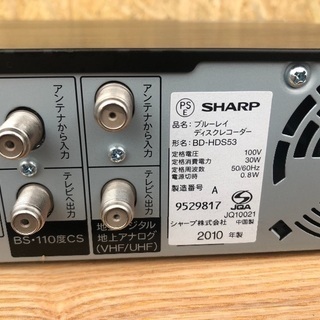 アンテナから入力
アンテナから入力
テレビへ出力
テレビへ出力
BS・110度CS
地上デジタル
地上アナログ
(VHF/UHF)
PS
E
SHARP
品名：ブルーレイ
ディスクレコーダー
形名：BD-HDS53
定格電圧 100V
定格消費電力 30W
定格周波数 50/60Hz
電源切時 0.8W
製造番号 A
9529817
JQA
JQ10021
シャープ株式会社 中国製
2010 年製